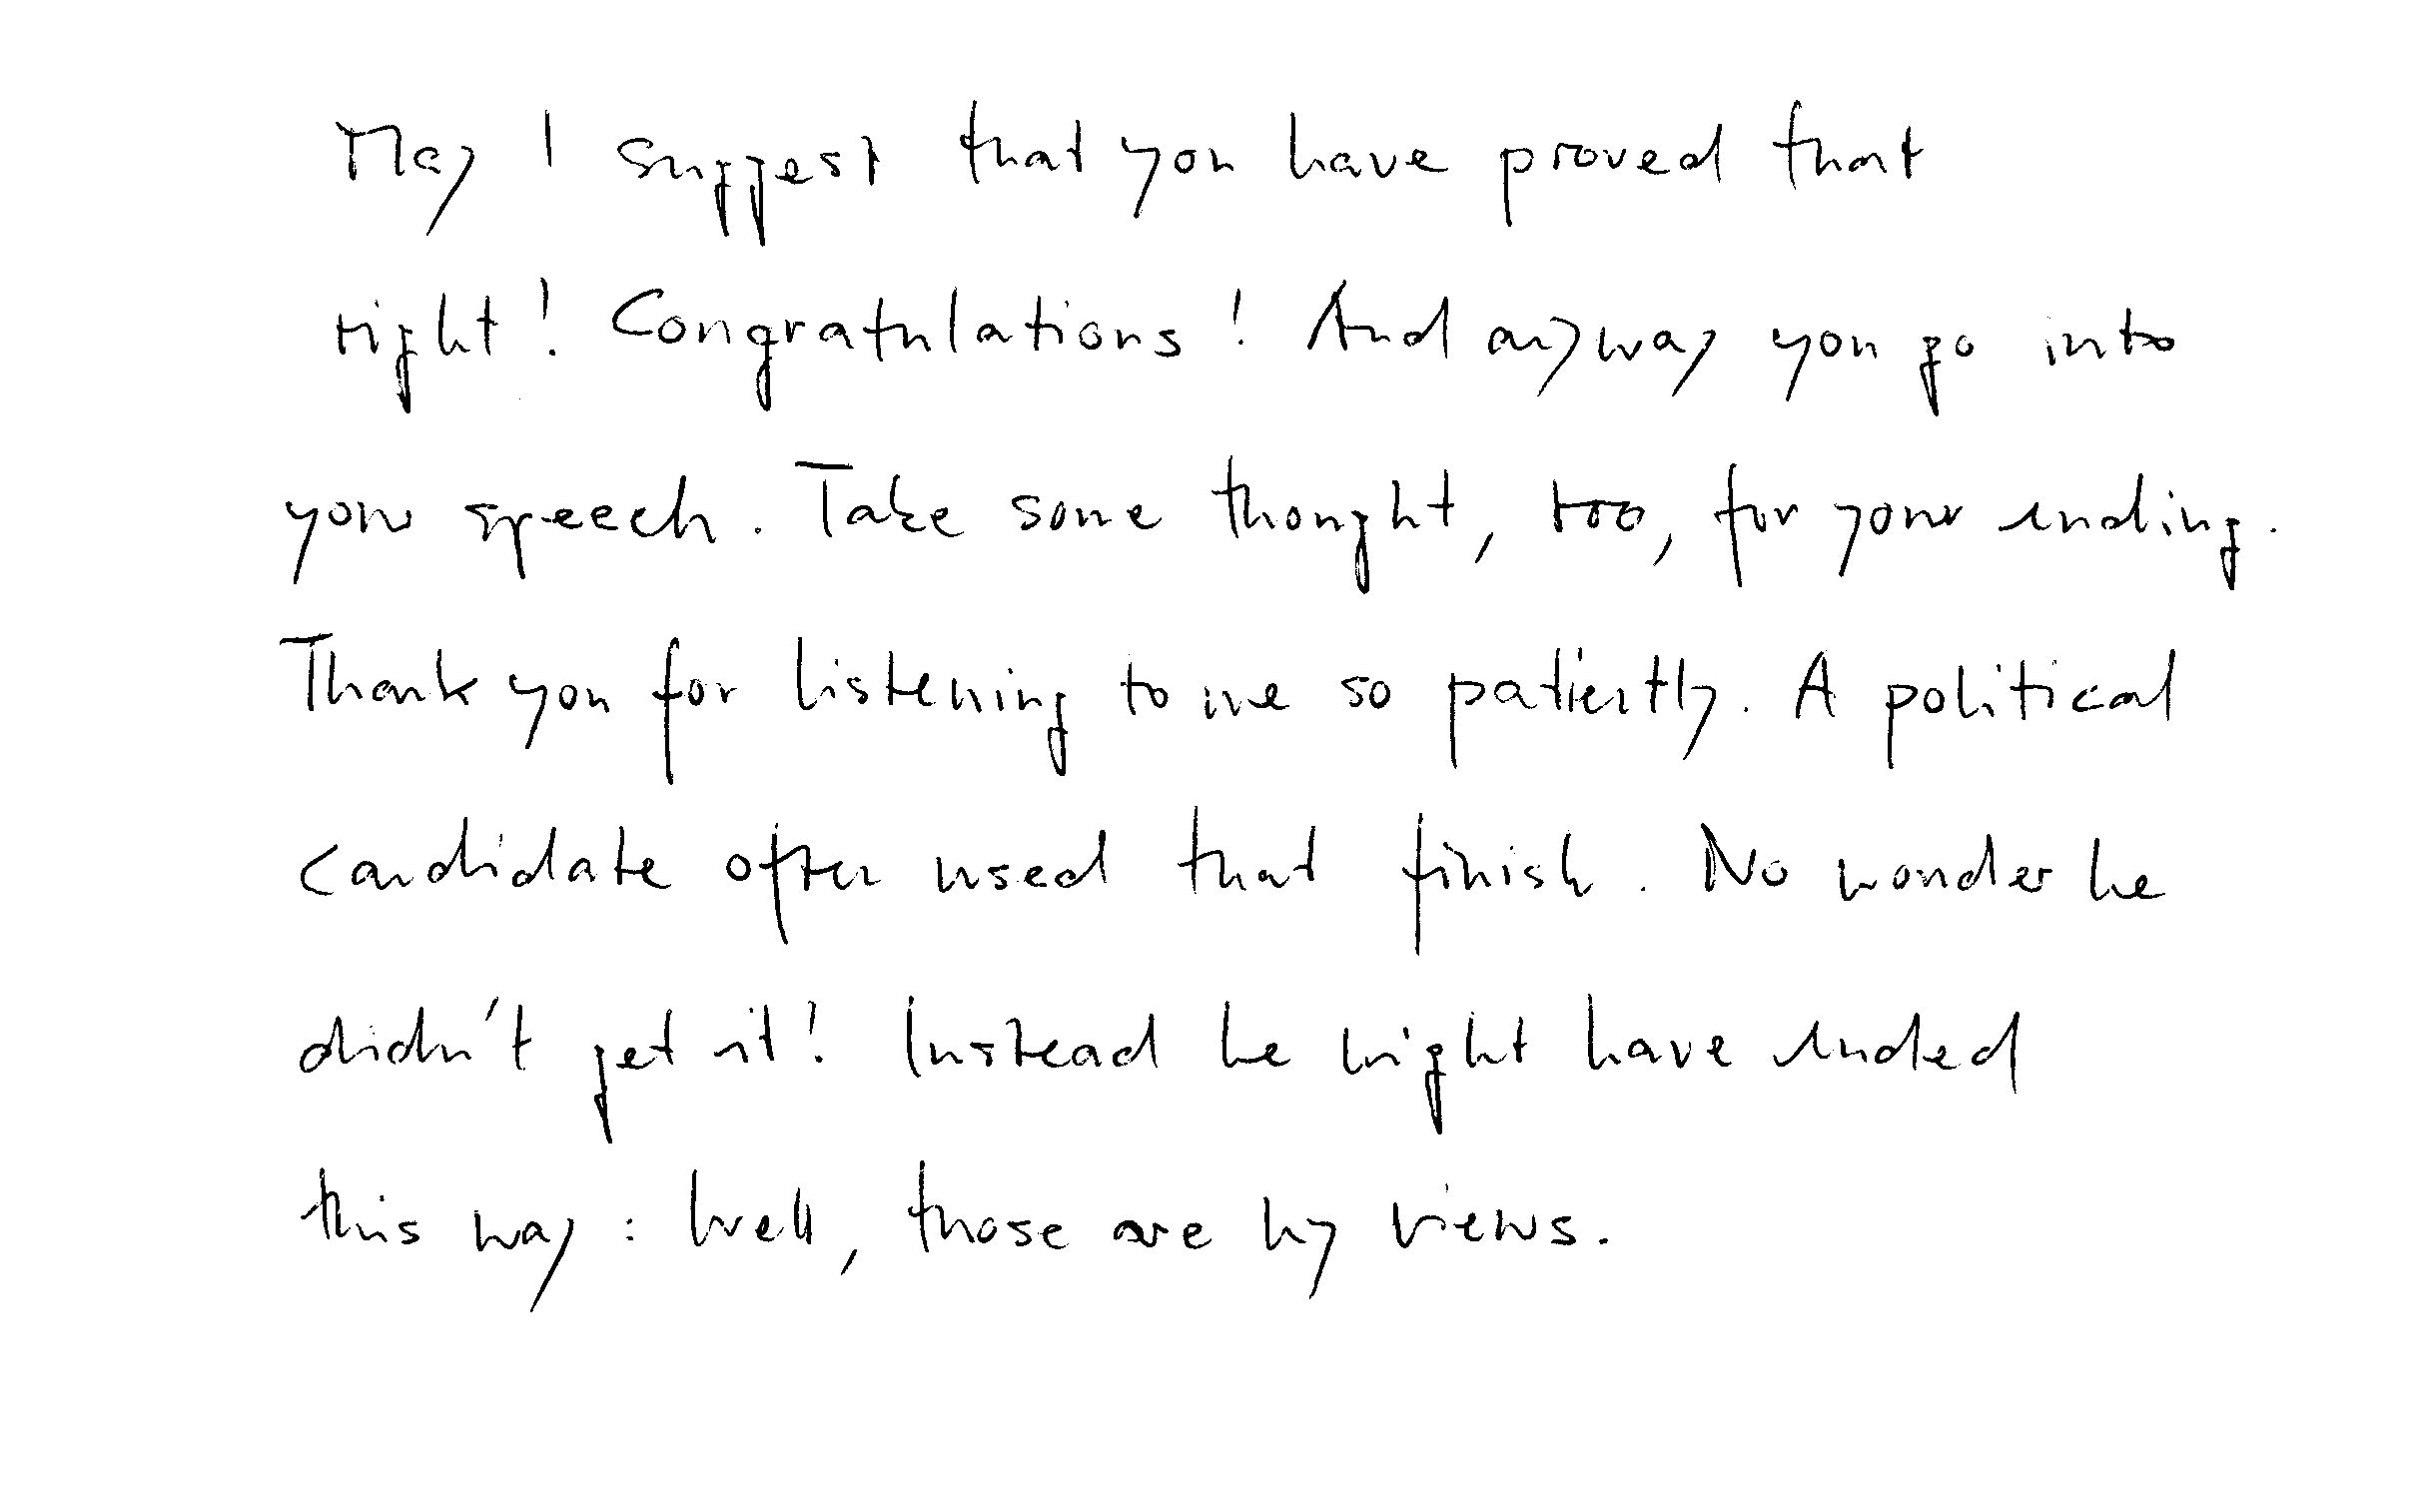 May I suggest that you have proved that
right! Congratulations! And anyway you go into
your speech. Take some thought, too, for your ending.
Thank you for listening to me so patiently. A political
candidate often used that finish. No wonder he
didn't get it! Instead he might have ended
this way: Well, those are my views.